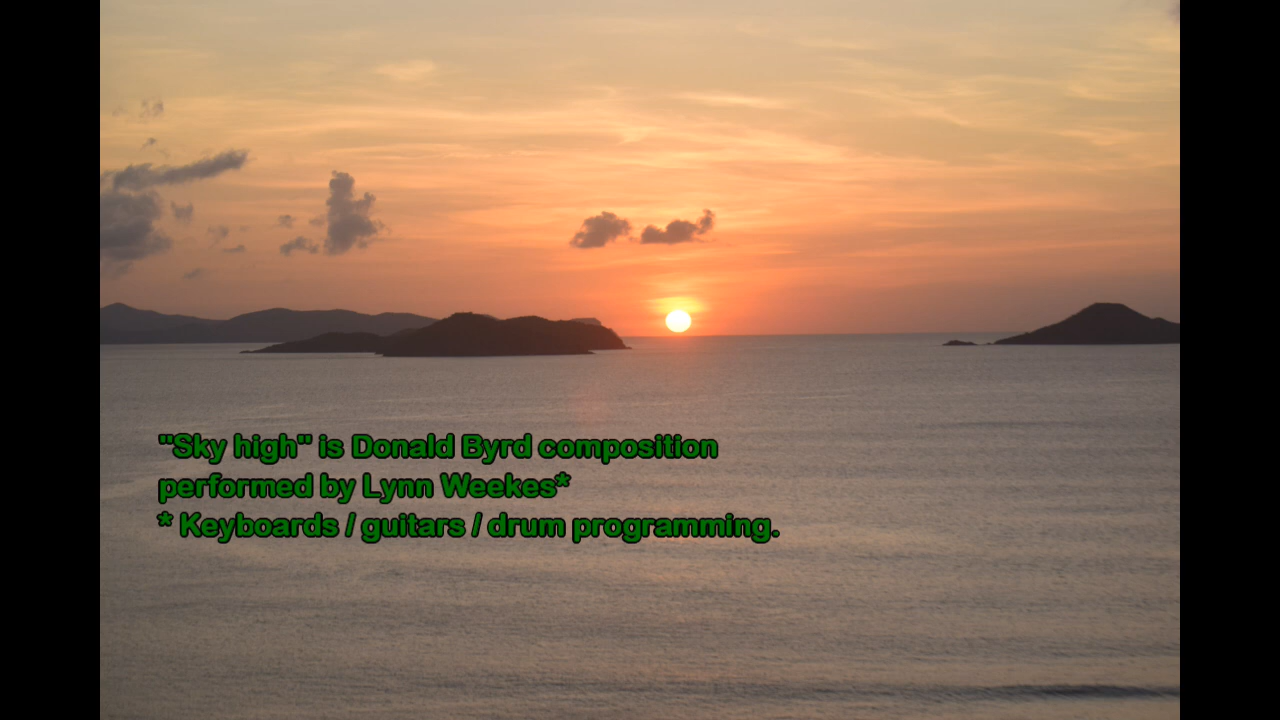 "Sky high" is Donald Byrd composition
performed by Lynn Weekes*
* Keyboards / guitars / drum programming.